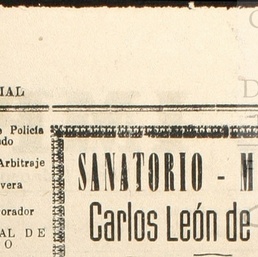 IAL
Policía
do
Arbitraje
vera
orador
AL DE
O
SANATORIO - M
Carlos León de